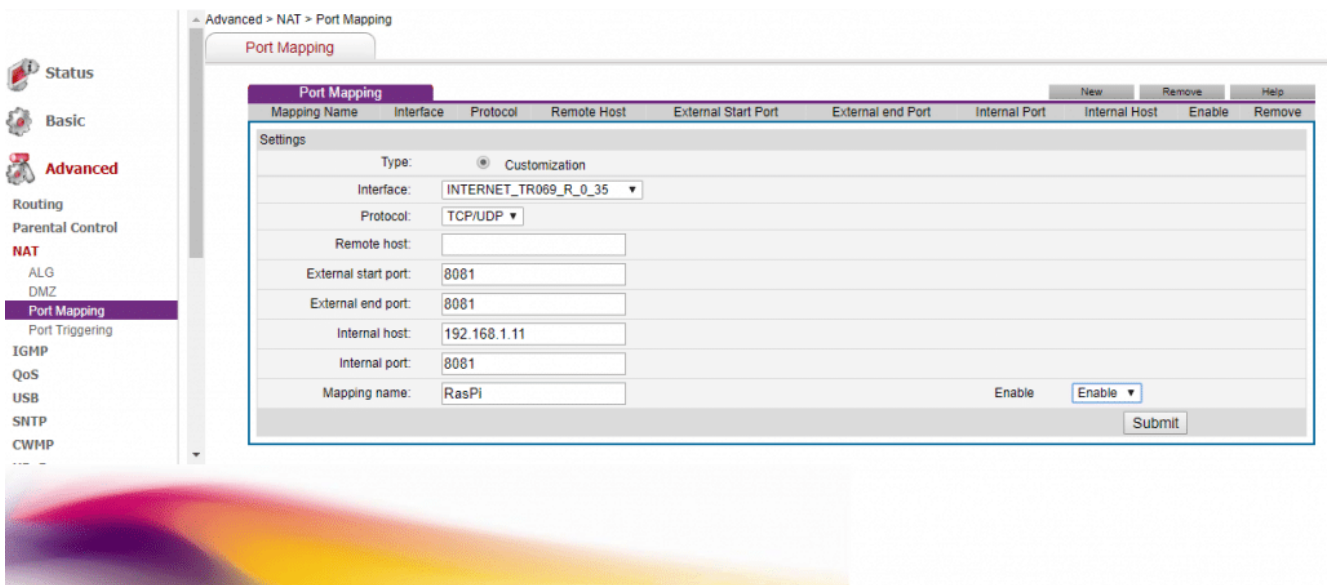 Advanced > NAT > Port Mapping
Port Mapping
Status
Basic
Advanced
Routing
Parental Control
NAT
ALG
DMZ
Port Mapping
Port Triggering
IGMP
QoS
USB
SNTP
CWMP
Port Mapping New Remove Help
Mapping Name Interface Protocol Remote Host External Start Port External end Port Internal Port Internal Host Enable Remove
Settings
Type: Customization
Interface: INTERNET_TR069_R_0_35
Protocol: TCP/UDP
Remote host:
External start port: 8081
External end port: 8081
Internal host: 192.168.1.11
Internal port: 8081
Mapping name: RasPi Enable Enable
Submit